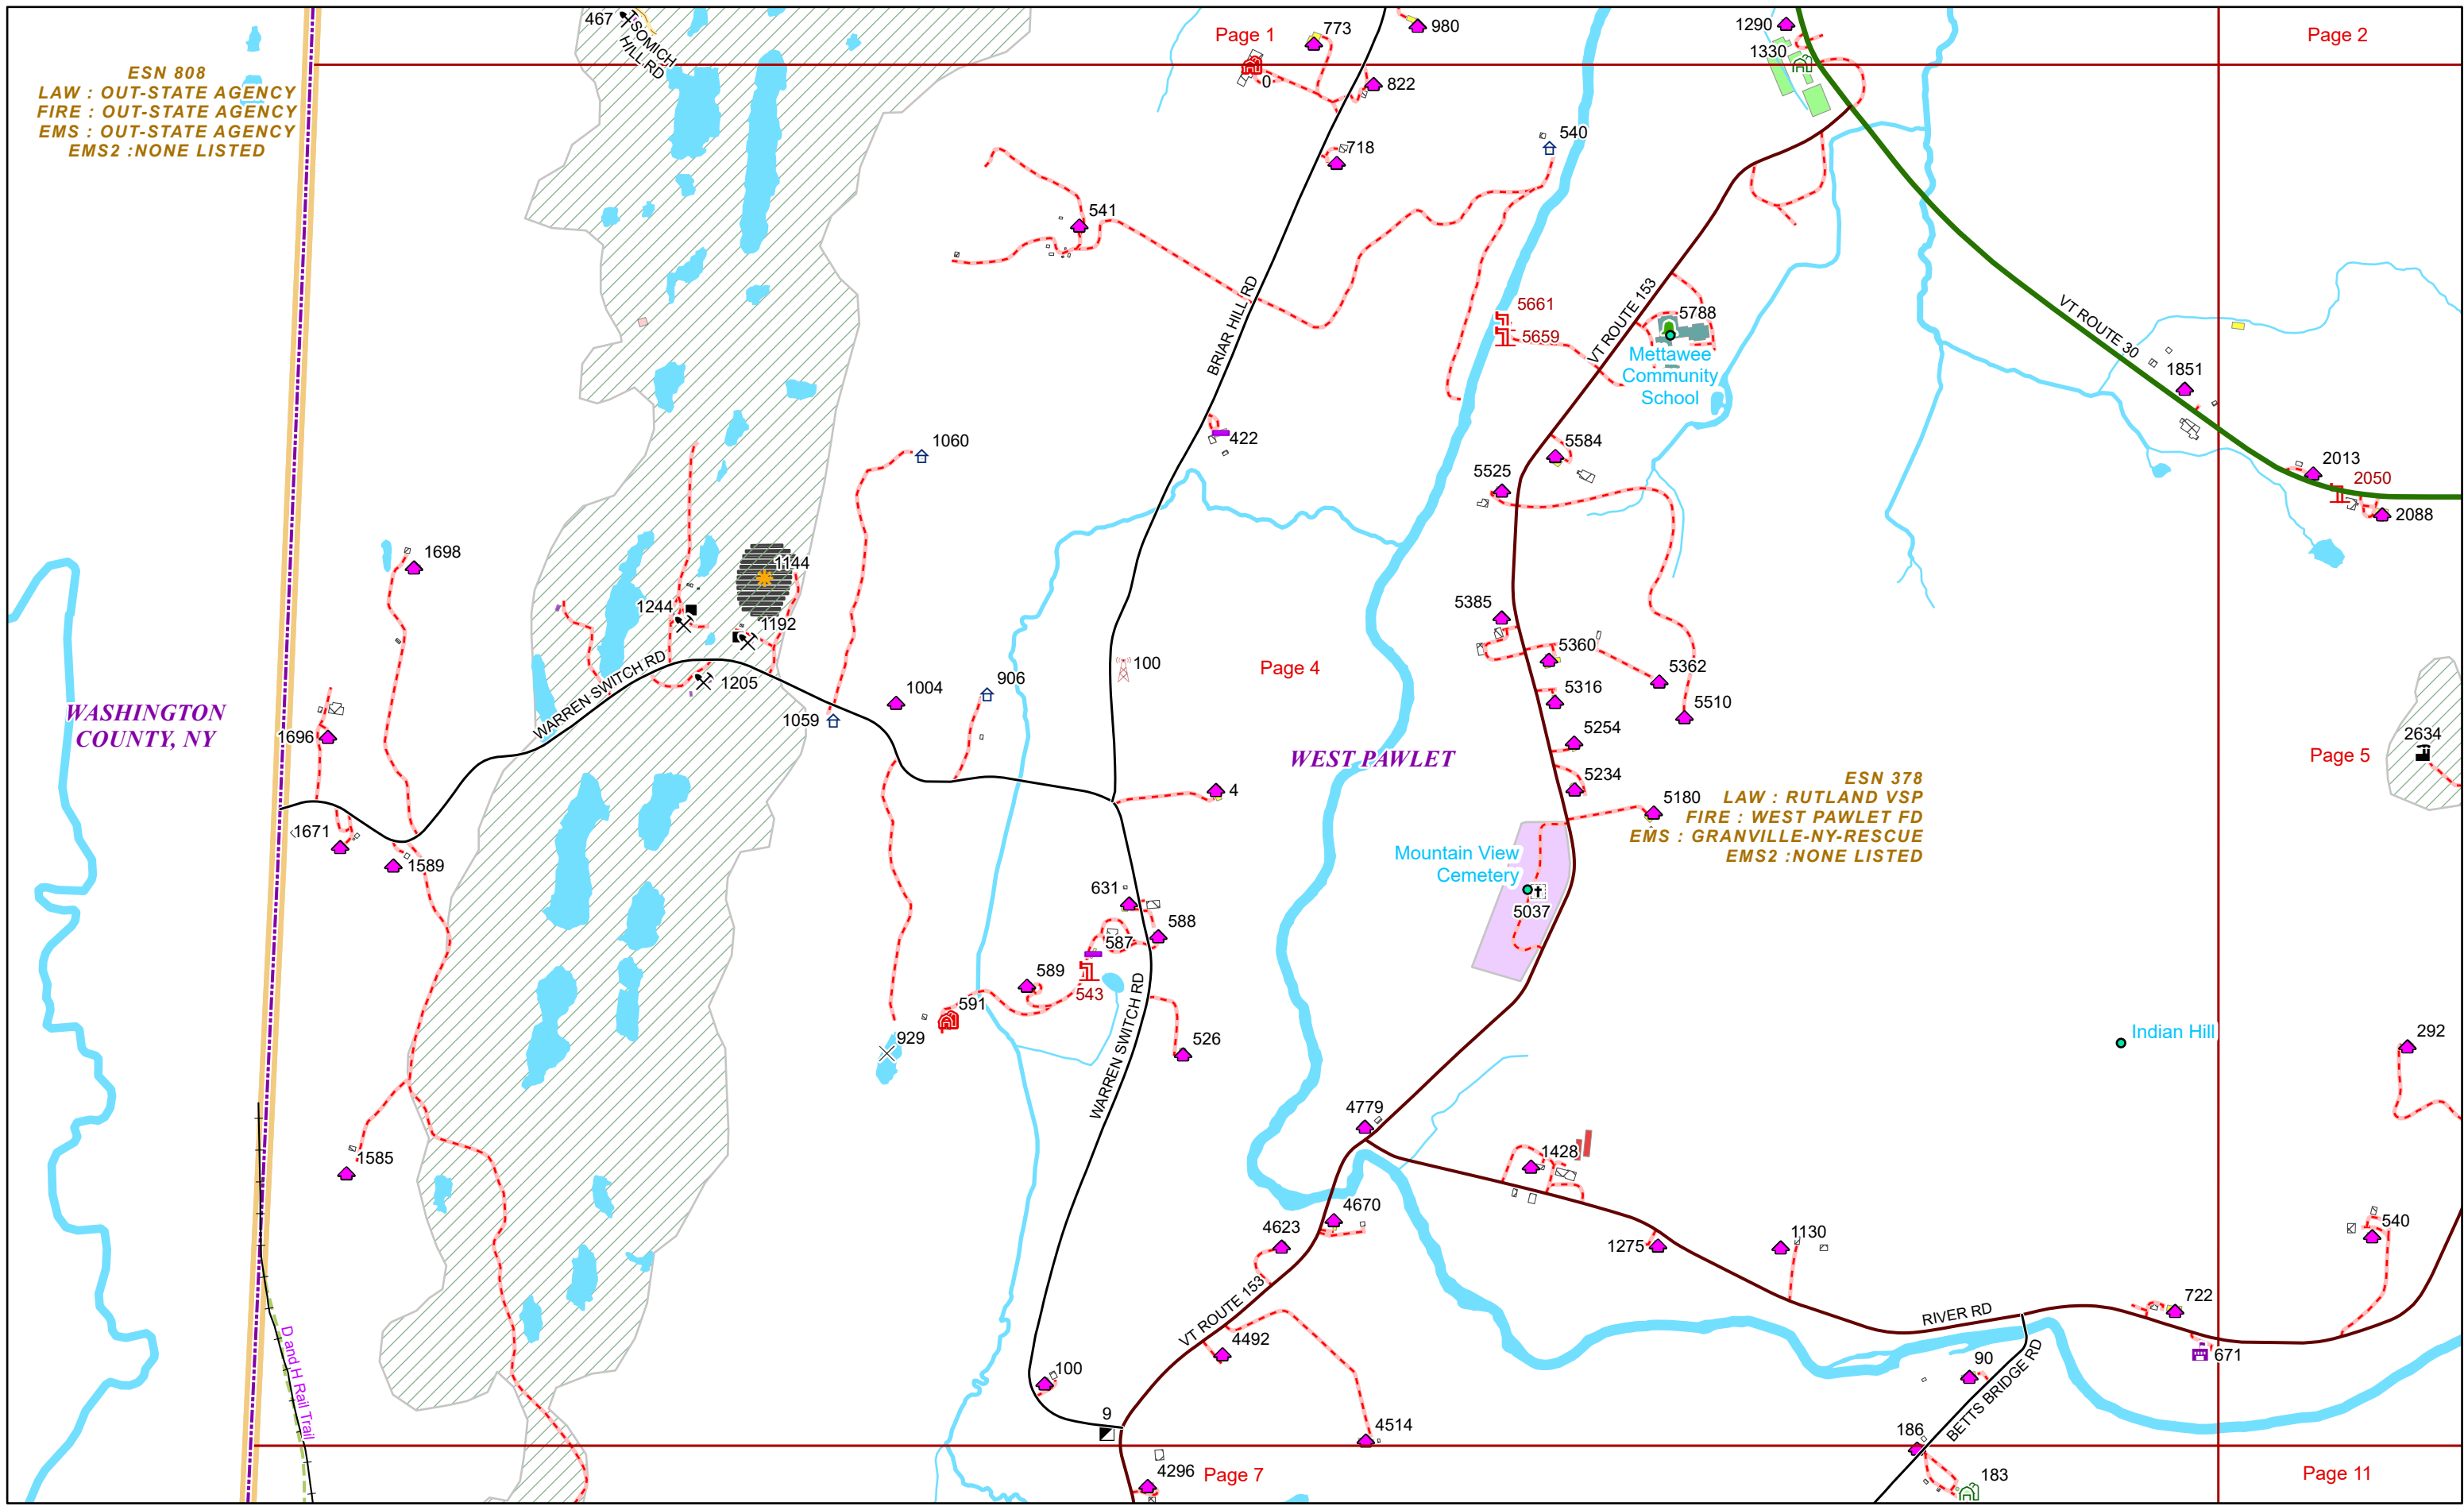 467
SOMICH
HILL RD
Page 1
773
980
1290
1330
Page 2
ESN 808
LAW : OUT-STATE AGENCY
FIRE : OUT-STATE AGENCY
EMS : OUT-STATE AGENCY
EMS2 :NONE LISTED
0
822
718
540
541
BRIAR HILL RD
5661
5659
VT ROUTE 153
5788
Mettawee
Community
School
VT ROUTE 30
1851
422
5584
5525
2013
2050
2088
1060
1698
1144
1244
1192
1205
WARREN SWITCH RD
1059
1004
906
100
Page 4
5385
5360
5362
5316
5510
5254
5234
5180
WASHINGTON
COUNTY, NY
1696
1671
1589
WEST PAWLET
ESN 378
LAW : RUTLAND VSP
FIRE : WEST PAWLET FD
EMS : GRANVILLE-NY-RESCUE
EMS2 :NONE LISTED
Page 5
2634
4
Mountain View
Cemetery
5037
631
588
587
589
543
591
929
526
WARREN SWITCH RD
Indian Hill
292
1585
4779
1428
4670
4623
1275
1130
540
722
RIVER RD
671
VT ROUTE 153
4492
4514
D and H Rail Trail
100
9
90
BETTS BRIDGE RD
186
183
4296
Page 7
Page 11